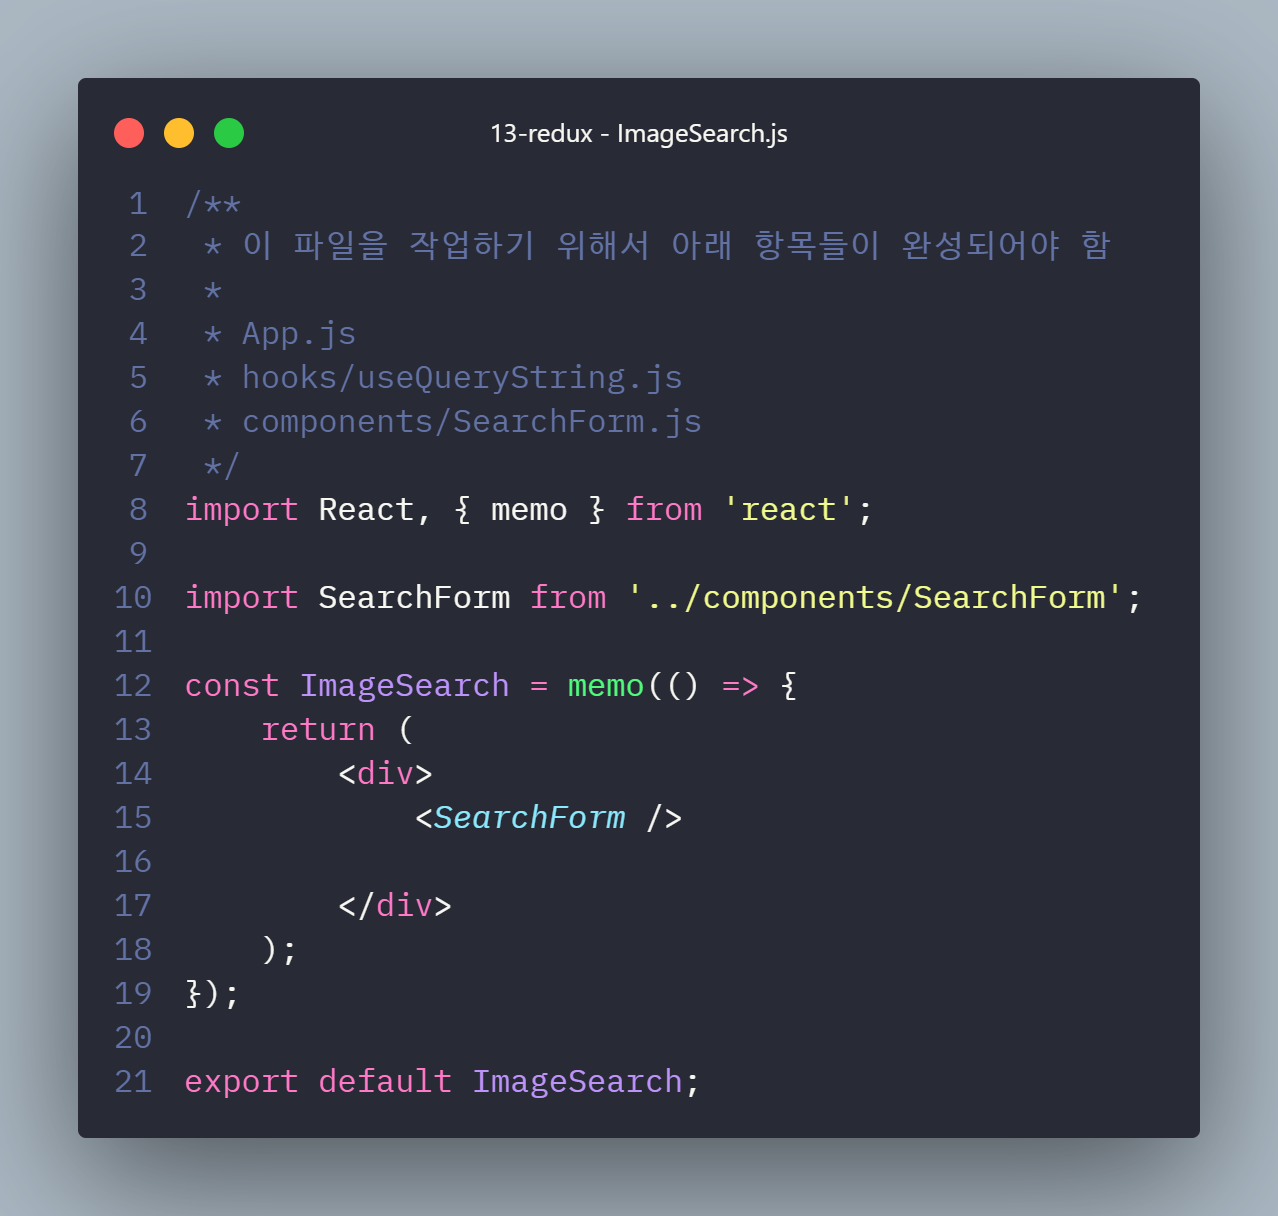 13-redux - ImageSearch.js
1 /**
2  * 이 파일을 작업하기 위해서 아래 항목들이 완성되어야 함
3  *
4  * App.js
5  * hooks/useQueryString.js
6  * components/SearchForm.js
7  */
8 import React, { memo } from 'react';
9
10 import SearchForm from '../components/SearchForm';
11
12 const ImageSearch = memo(() => {
13     return (
14         <div>
15             <SearchForm />
16
17         </div>
18     );
19 });
20
21 export default ImageSearch;